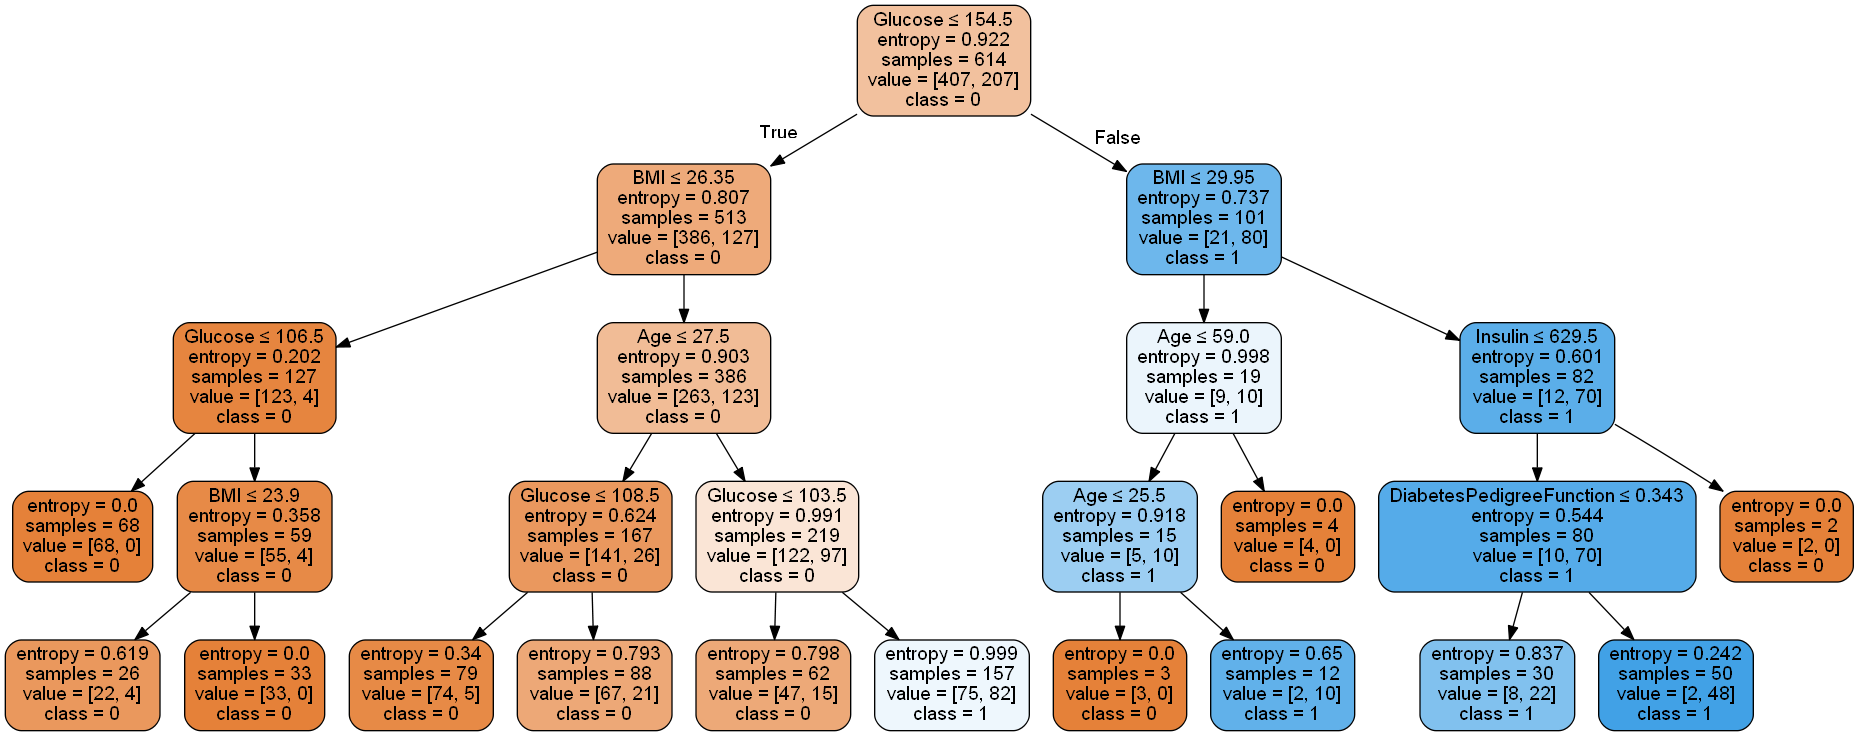 Glucose ≤ 154.5
entropy = 0.922
samples = 614
value = [407, 207]
class = 0
True
False
BMI ≤ 26.35
entropy = 0.807
samples = 513
value = [386, 127]
class = 0
BMI ≤ 29.95
entropy = 0.737
samples = 101
value = [21, 80]
class = 1
Glucose ≤ 106.5
entropy = 0.202
samples = 127
value = [123, 4]
class = 0
Age ≤ 27.5
entropy = 0.903
samples = 386
value = [263, 123]
class = 0
Age ≤ 59.0
entropy = 0.998
samples = 19
value = [9, 10]
class = 1
Insulin ≤ 629.5
entropy = 0.601
samples = 82
value = [12, 70]
class = 1
entropy = 0.0
samples = 68
value = [68, 0]
class = 0
BMI ≤ 23.9
entropy = 0.358
samples = 59
value = [55, 4]
class = 0
Glucose ≤ 108.5
entropy = 0.624
samples = 167
value = [141, 26]
class = 0
Glucose ≤ 103.5
entropy = 0.991
samples = 219
value = [122, 97]
class = 0
Age ≤ 25.5
entropy = 0.918
samples = 15
value = [5, 10]
class = 1
entropy = 0.0
samples = 4
value = [4, 0]
class = 0
DiabetesPedigreeFunction ≤ 0.343
entropy = 0.544
samples = 80
value = [10, 70]
class = 1
entropy = 0.0
samples = 2
value = [2, 0]
class = 0
entropy = 0.619
samples = 26
value = [22, 4]
class = 0
entropy = 0.0
samples = 33
value = [33, 0]
class = 0
entropy = 0.34
samples = 79
value = [74, 5]
class = 0
entropy = 0.793
samples = 88
value = [67, 21]
class = 0
entropy = 0.798
samples = 62
value = [47, 15]
class = 0
entropy = 0.999
samples = 157
value = [75, 82]
class = 1
entropy = 0.0
samples = 3
value = [3, 0]
class = 0
entropy = 0.65
samples = 12
value = [2, 10]
class = 1
entropy = 0.837
samples = 30
value = [8, 22]
class = 1
entropy = 0.242
samples = 50
value = [2, 48]
class = 1